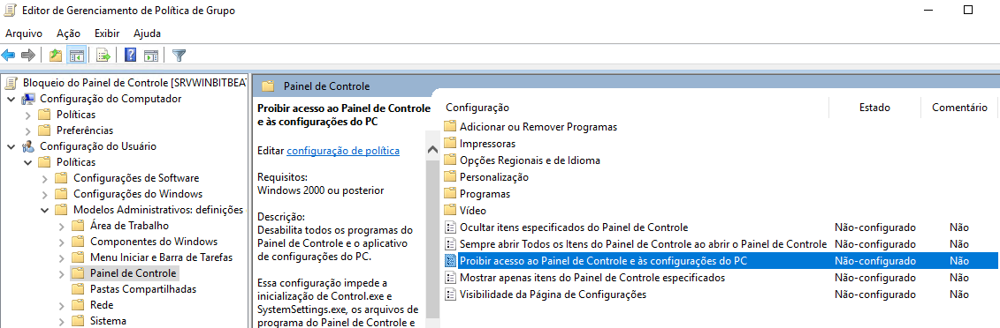 Editor de Gerenciamento de Política de Grupo
Arquivo Ação Exibir Ajuda
Bloqueio do Painel de Controle [SRVWINBITBEA
Configuração do Computador
Políticas
Preferências
Configuração do Usuário
Políticas
Configurações de Software
Configurações do Windows
Modelos Administrativos: definições
Área de Trabalho
Componentes do Windows
Menu Iniciar e Barra de Tarefas
Painel de Controle
Pastas Compartilhadas
Rede
Sistema
Painel de Controle
Proibir acesso ao Painel de Controle
e às configurações do PC
Editar configuração de política
Requisitos:
Windows 2000 ou posterior
Descrição:
Desabilita todos os programas do
Painel de Controle e o aplicativo
de configurações do PC.
Essa configuração impede a
inicialização de Control.exe e
SystemSettings.exe, os arquivos de
programa do Painel de Controle e
Configuração Estado Comentário
Adicionar ou Remover Programas
Impressoras
Opções Regionais e de Idioma
Personalização
Programas
Vídeo
Ocultar itens especificados do Painel de Controle Não-configurado Não
Sempre abrir Todos os Itens do Painel de Controle ao abrir o Painel de Controle Não-configurado Não
Proibir acesso ao Painel de Controle e às configurações do PC Não-configurado Não
Mostrar apenas itens do Painel de Controle especificados Não-configurado Não
Visibilidade da Página de Configurações Não-configurado Não